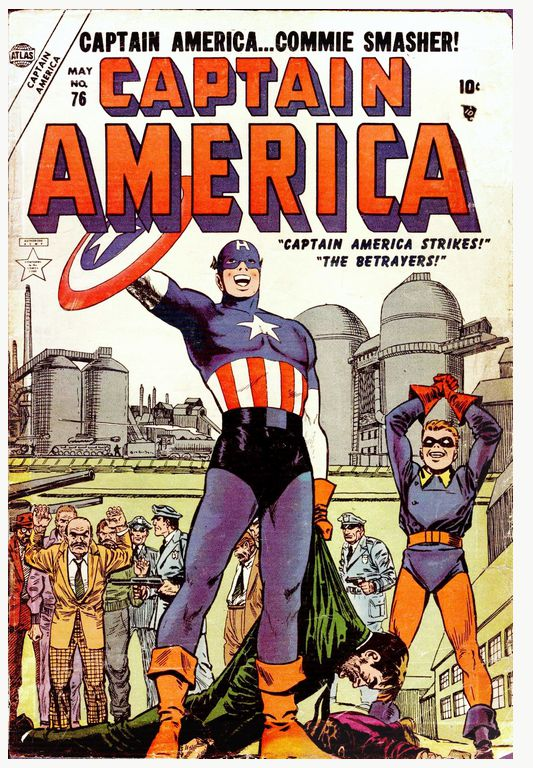 ATLAS
CAPTAIN
AMERICA
CAPTAIN AMERICA...COMMIE SMASHER!
MAY
NO.
76
CAPTAIN
10¢
AMERICA
"CAPTAIN AMERICA STRIKES!"
"THE BETRAYERS!"
A